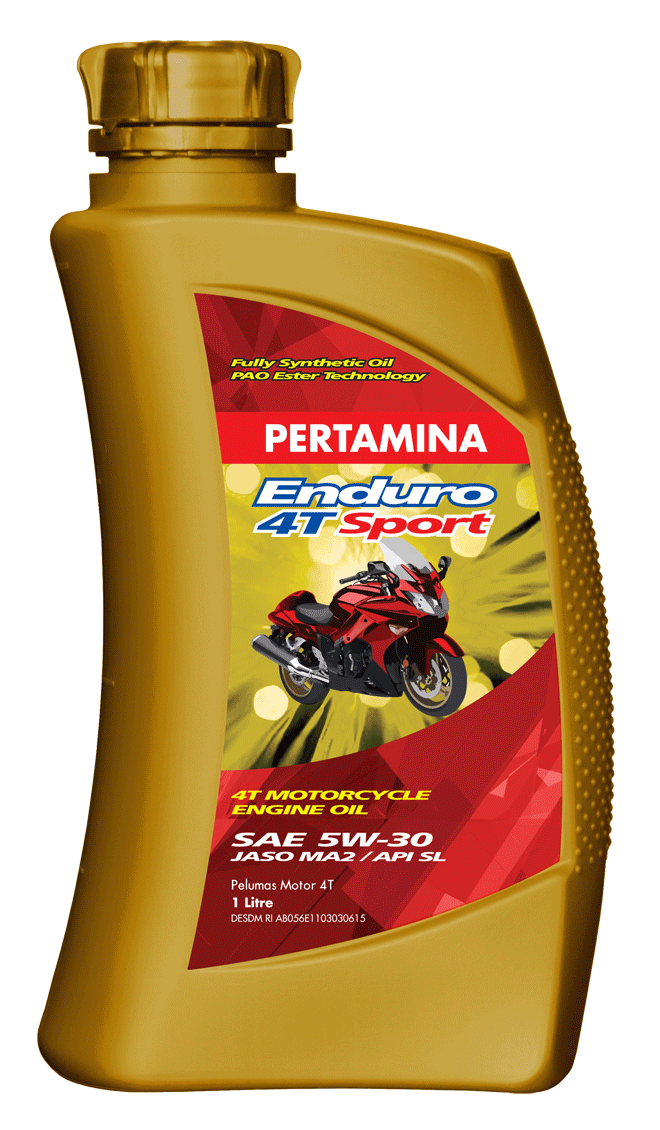 Fully Synthetic Oil
PAO Ester Technology
PERTAMINA
Enduro
4T Sport
4T MOTORCYCLE
ENGINE OIL
SAE 5W-30
JASO MA2 / API SL
Pelumas Motor 4T
1 Litre
DESDM RI AB056E1103030615